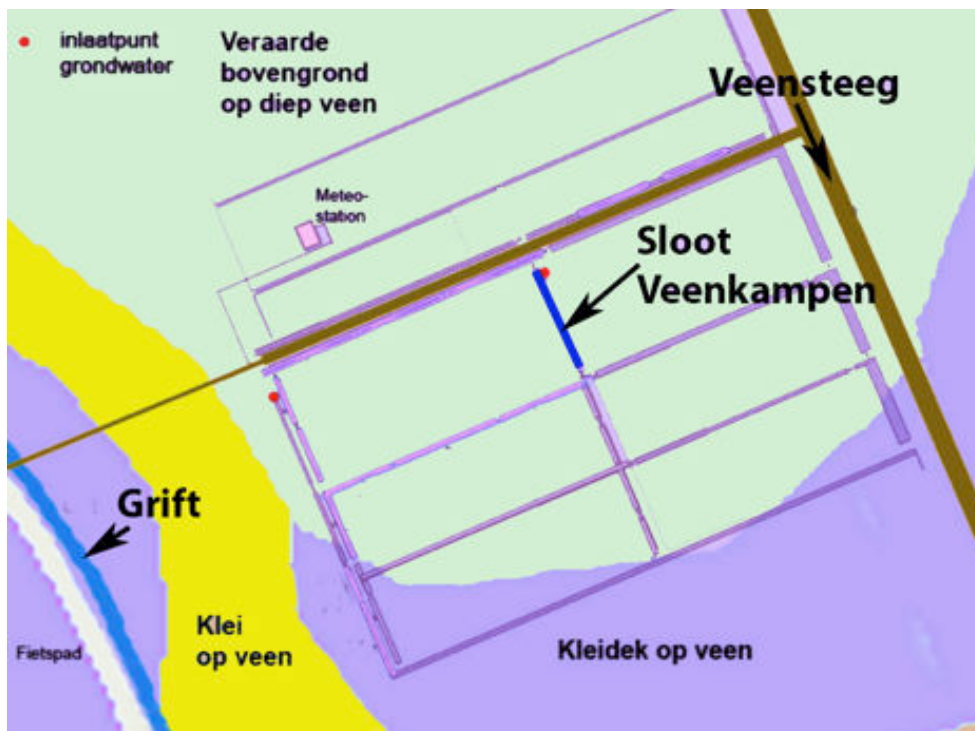 inlaatpunt
grondwater
Veraarde
bovengrond
op diep veen
Veensteeg
Meteo-
station
Sloot
Veenkampen
Grift
Klei
op veen
Fietspad
Kleidek op veen